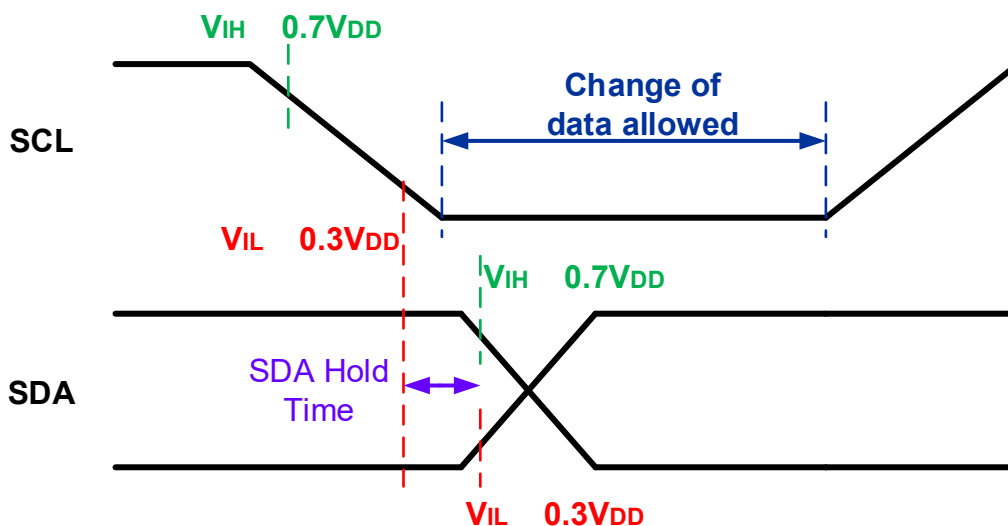 VIH 0.7VDD
Change of
data allowed
SCL
VIL 0.3VDD
VIH 0.7VDD
SDA Hold
Time
SDA
VIL 0.3VDD